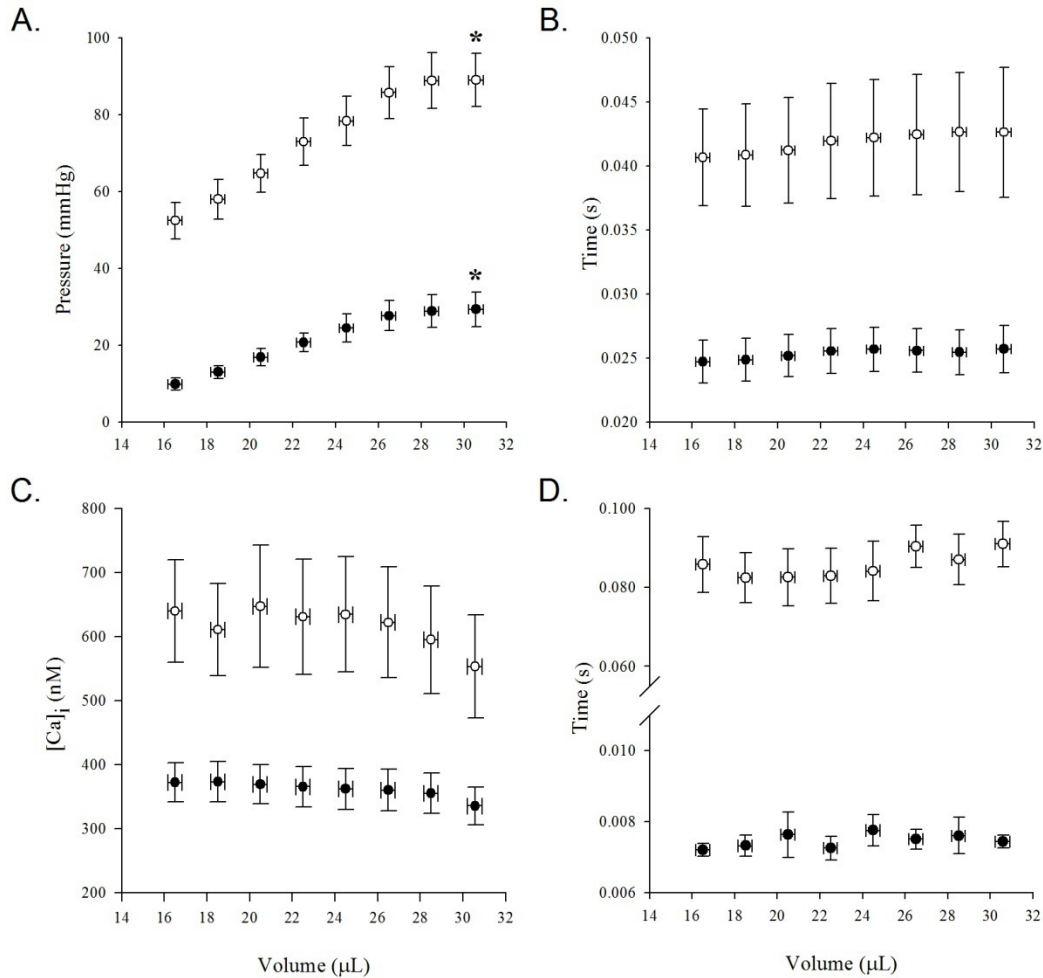 A.
100
80
60
40
20
0
Pressure (mmHg)
*
*
14 16 18 20 22 24 26 28 30 32
B.
0.050
0.045
0.040
0.035
0.030
0.025
0.020
Time (s)
14 16 18 20 22 24 26 28 30 32
C.
800
700
600
500
400
300
200
[Ca]i (nM)
14 16 18 20 22 24 26 28 30 32
Volume (μL)
D.
0.100
0.080
0.060
0.010
0.008
0.006
Time (s)
14 16 18 20 22 24 26 28 30 32
Volume (μL)